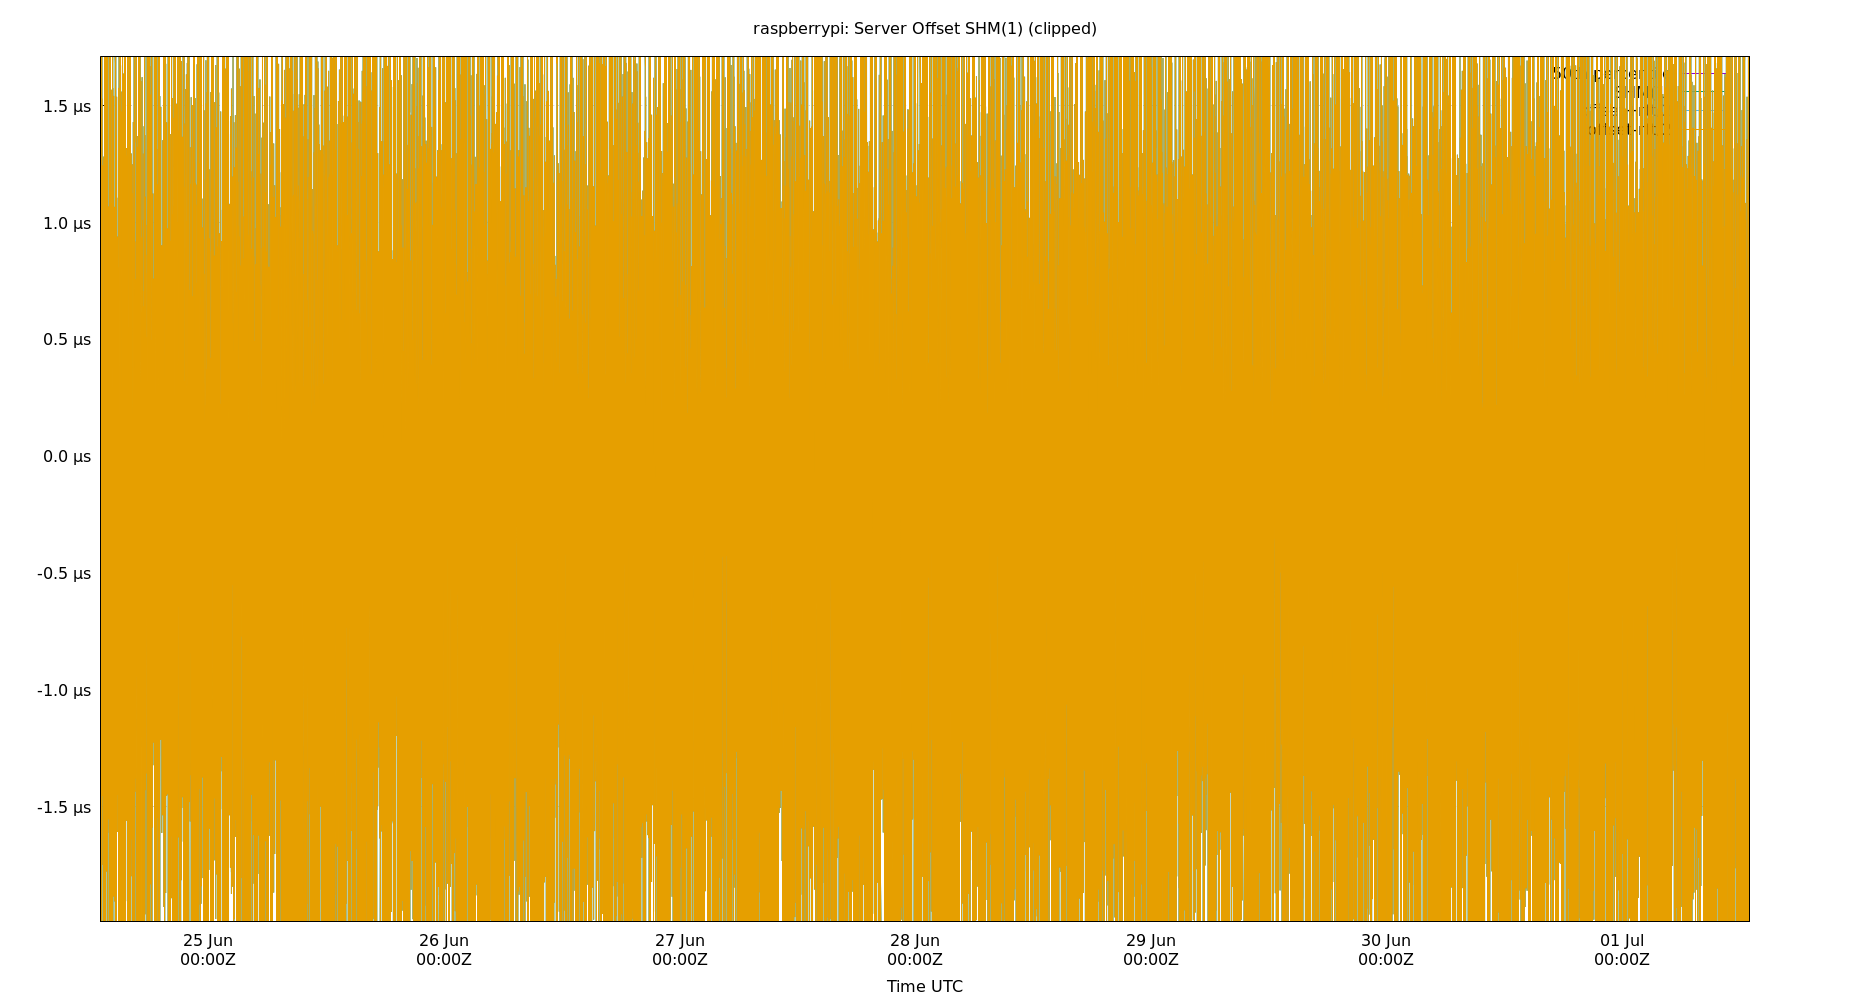 raspberrypi: Server Offset SHM(1) (clipped)
1.5 µs
1.0 µs
0.5 µs
0.0 µs
-0.5 µs
-1.0 µs
-1.5 µs
25 Jun 26 Jun 27 Jun 28 Jun 29 Jun 30 Jun 01 Jul
00:00Z 00:00Z 00:00Z 00:00Z 00:00Z 00:00Z 00:00Z
Time UTC